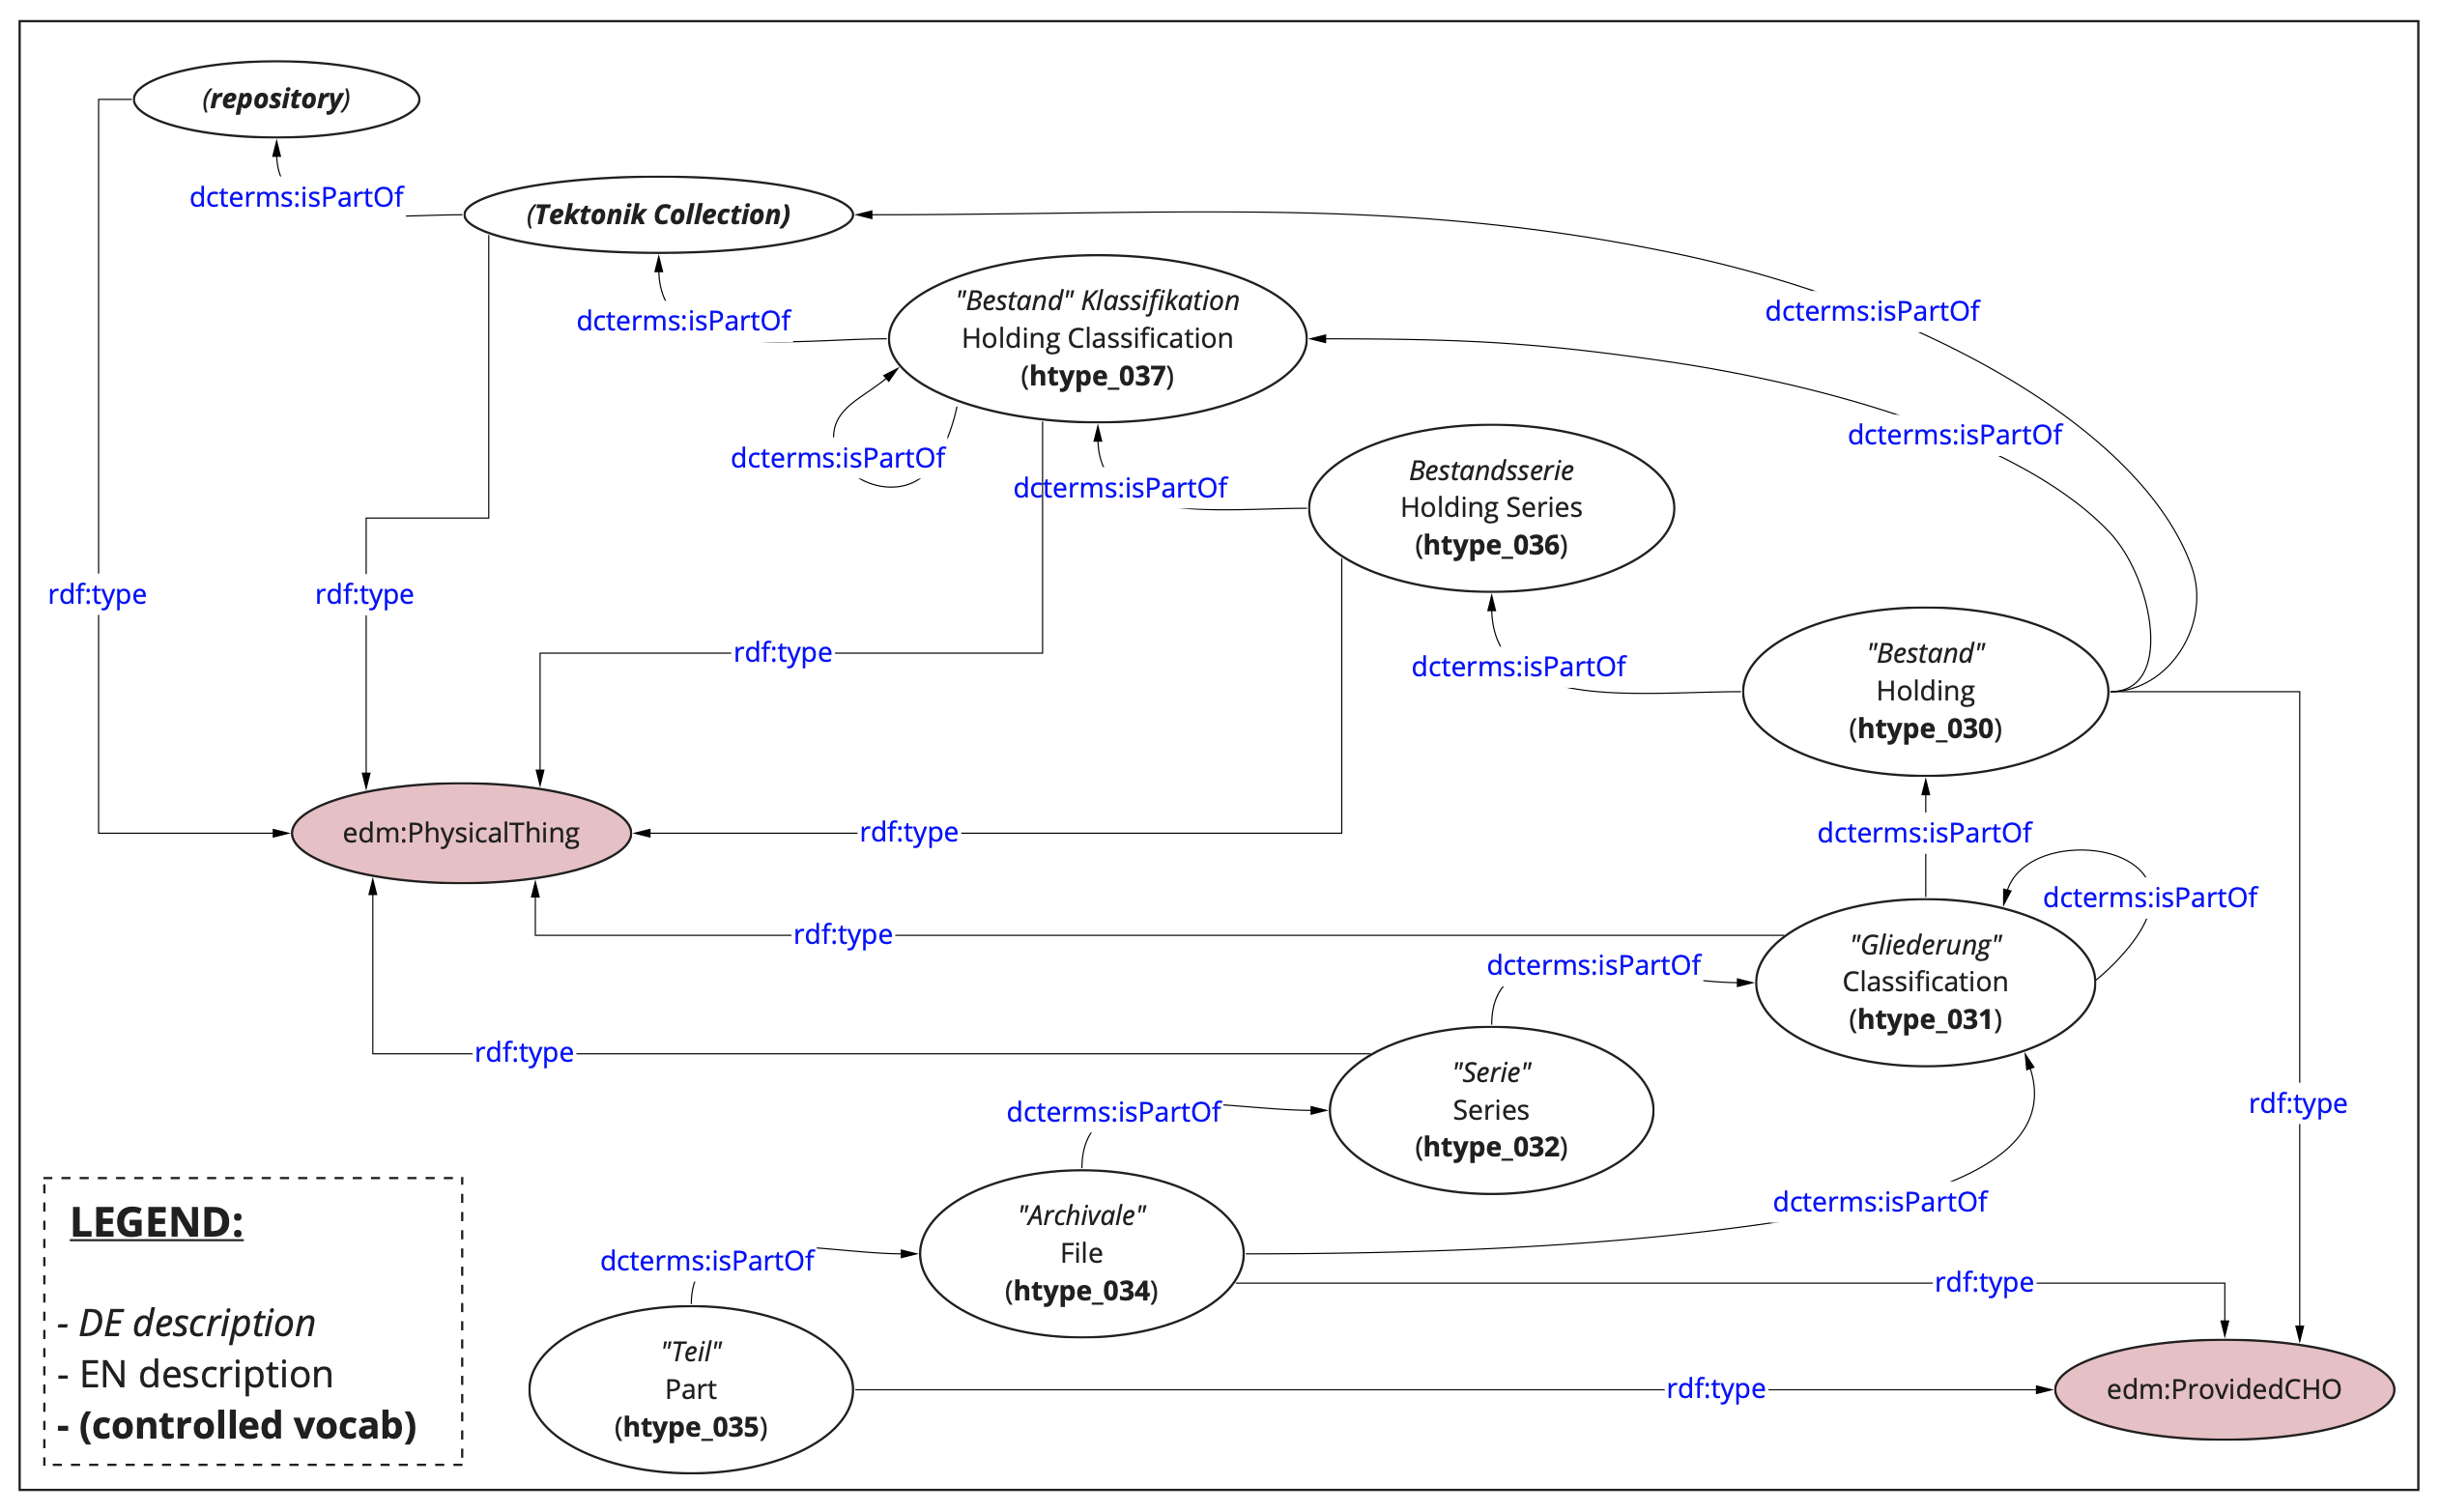 (repository)
dcterms:isPartOf
(Tektonik Collection)
dcterms:isPartOf
"Bestand" Klassifikation
Holding Classification
(htype_037)
dcterms:isPartOf
dcterms:isPartOf
dcterms:isPartOf
dcterms:isPartOf
dcterms:isPartOf
Bestandsserie
Holding Series
(htype_036)
rdf:type
rdf:type
rdf:type
dcterms:isPartOf
"Bestand"
Holding
(htype_030)
edm:PhysicalThing
rdf:type
dcterms:isPartOf
dcterms:isPartOf
rdf:type
dcterms:isPartOf
"Gliederung"
Classification
(htype_031)
rdf:type
"Serie"
Series
(htype_032)
rdf:type
dcterms:isPartOf
dcterms:isPartOf
"Archivale"
File
(htype_034)
dcterms:isPartOf
rdf:type
"Teil"
Part
(htype_035)
rdf:type
edm:ProvidedCHO
LEGEND:
- DE description
- EN description
- (controlled vocab)